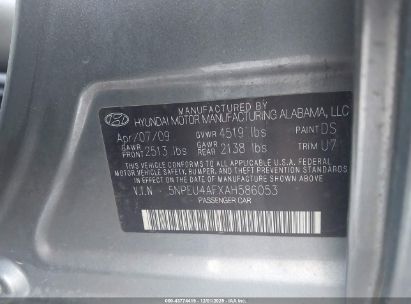 MANUFACTURED BY
HYUNDAI MOTOR MANUFACTURING ALABAMA, LLC
Apr/07/09 GVWR 4519 lbs PAINT DS
GAWR FRONT 2513 lbs GAWR REAR 2138 lbs TRIM U7
THIS VEHICLE CONFORMS TO ALL APPLICABLE U.S.A. FEDERAL
MOTOR VEHICLE SAFETY, BUMPER, AND THEFT PREVENTION STANDARDS
IN EFFECT ON THE DATE OF MANUFACTURE SHOWN ABOVE.
V.I.N 5NPEU4AFXAH586053
PASSENGER CAR